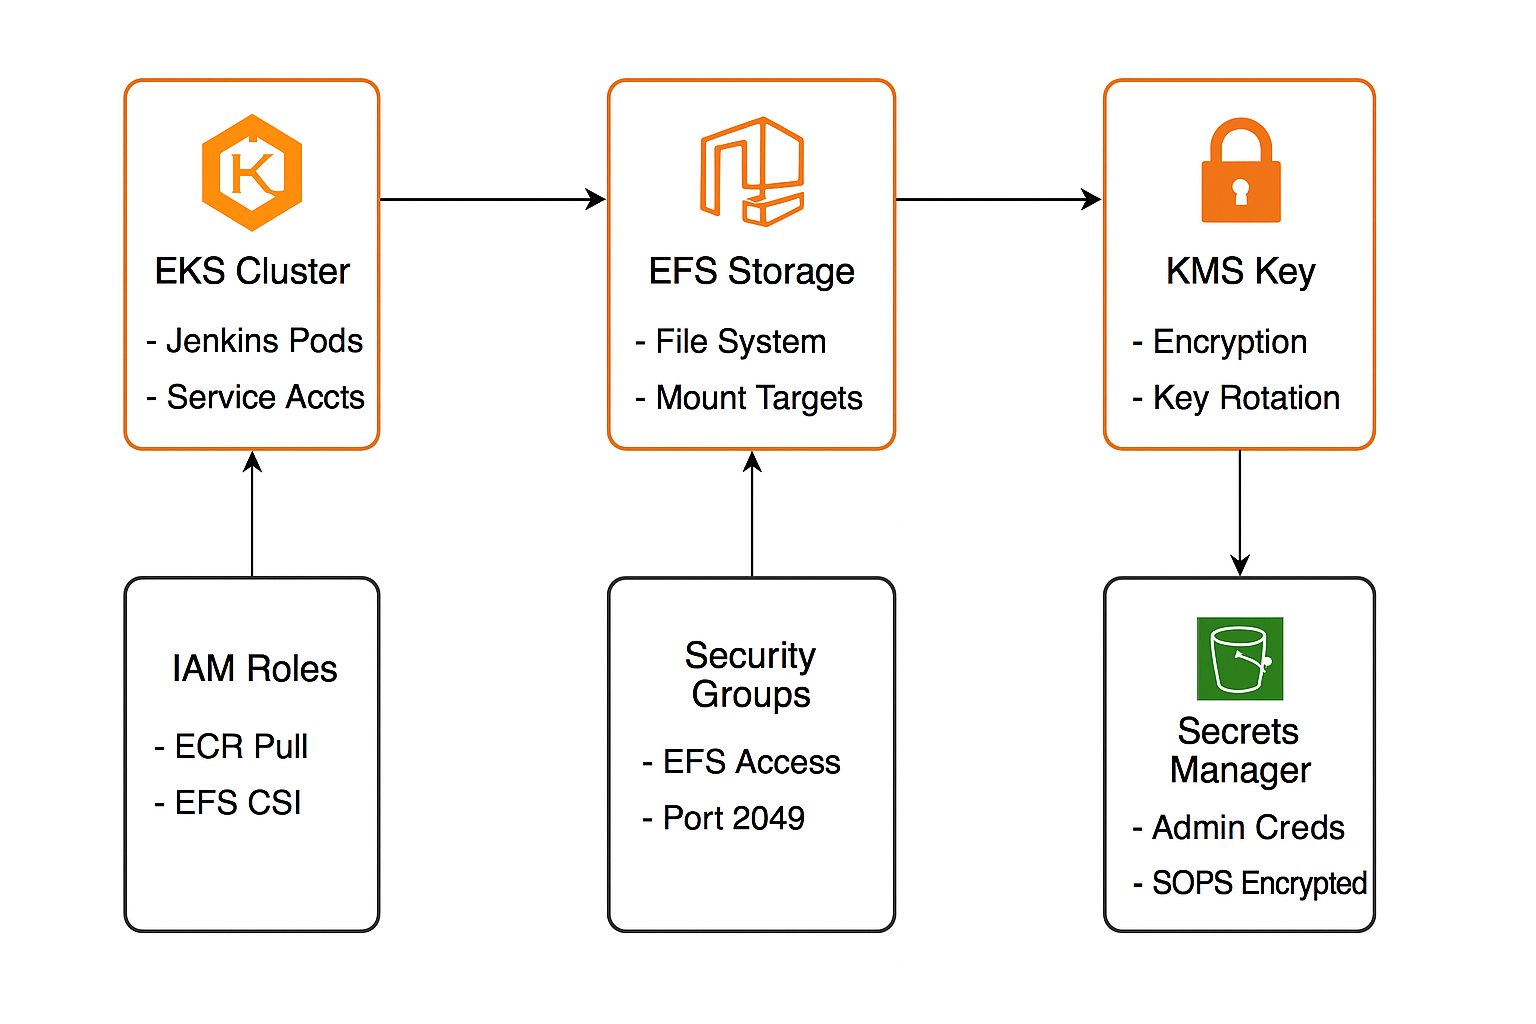 K
EKS Cluster
- Jenkins Pods
- Service Accts
EFS Storage
- File System
- Mount Targets
KMS Key
- Encryption
- Key Rotation
IAM Roles
- ECR Pull
- EFS CSI
Security
Groups
- EFS Access
- Port 2049
Secrets
Manager
- Admin Creds
- SOPS Encrypted